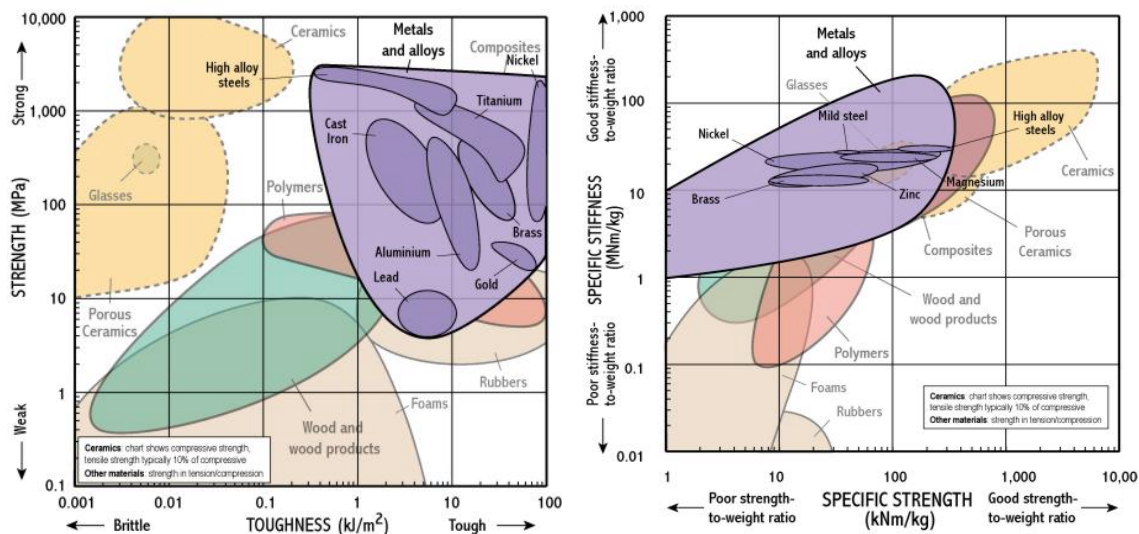 10,000
1,000
100
10
1
0.1
Strong
STRENGTH (MPa)
Weak
Ceramics
High alloy
steels
Metals
and alloys
Composites
Nickel
Titanium
Cast
Iron
Glasses
Polymers
Brass
Aluminium
Gold
Lead
Porous
Ceramics
Rubbers
Foams
Wood and
wood products
Ceramics: chart shows compressive strength,
tensile strength typically 10% of compressive
Other materials: strength in tension/compression
0.001
0.01
0.1
1
10
100
Brittle
TOUGHNESS (kJ/m²)
Tough
1,000
100
10
1
0.1
0.01
Good stiffness-
to-weight ratio
SPECIFIC STIFFNESS
(MNm/kg)
Poor stiffness-
to-weight ratio
Metals
and alloys
Glasses
Mild steel
Nickel
High alloy
steels
Ceramics
Brass
Zinc
Magnesium
Composites
Porous
Ceramics
Wood and
wood products
Polymers
Foams
Rubbers
Ceramics: chart shows compressive strength,
tensile strength typically 10% of compressive
Other materials: strength in tension/compression
1
10
100
1,000
10,00
Poor strength-
to-weight ratio
SPECIFIC STRENGTH
(kNm/kg)
Good strength-
to-weight ratio